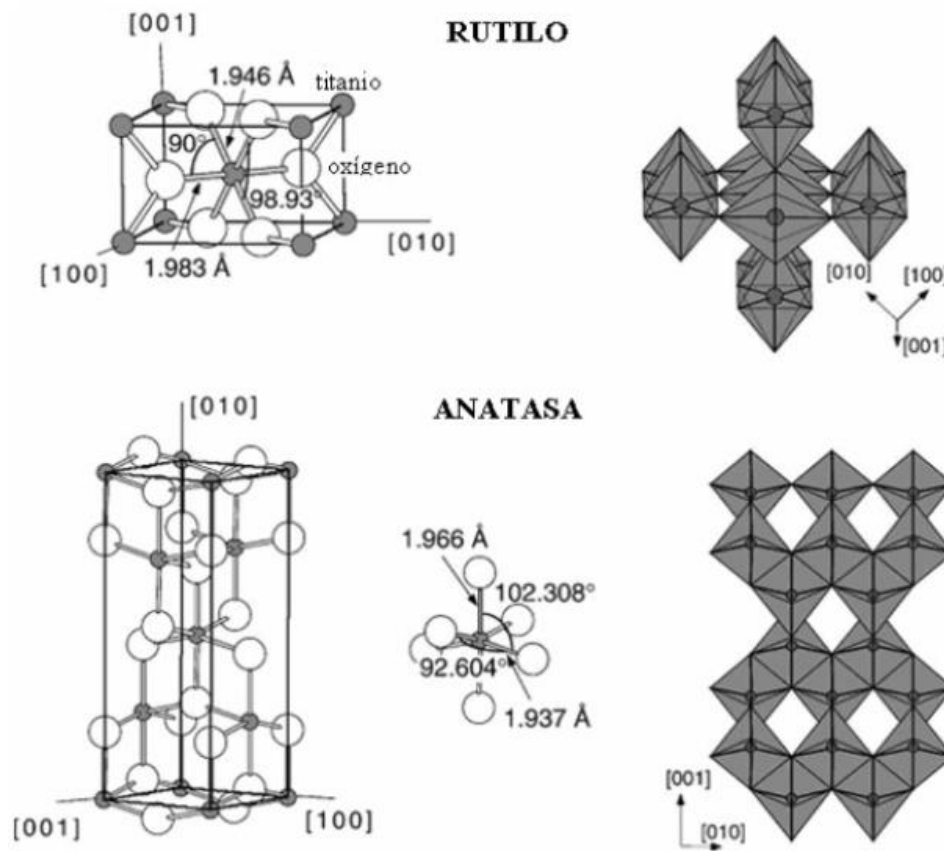 RUTILO
[001]
1.946 Å
titanio
90°
oxígeno
98.93°
[010]
[100]
1.983 Å
[010]
[100]
[001]
ANATASA
[010]
1.966 Å
102.308°
92.604°
1.937 Å
[001]
[100]
[001]
[010]